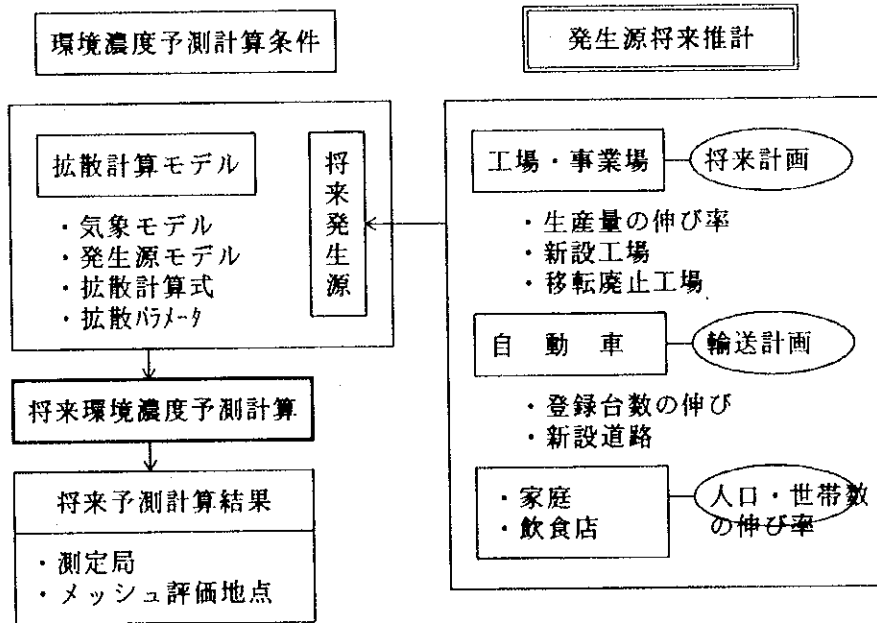 環境濃度予測計算条件
拡散計算モデル
・気象モデル
・発生源モデル
・拡散計算式
・拡散パラメータ
将来発生源
将来環境濃度予測計算
将来予測計算結果
・測定局
・メッシュ評価地点
発生源将来推計
工場・事業場
将来計画
・生産量の伸び率
・新設工場
・移転廃止工場
自動車
輸送計画
・登録台数の伸び
・新設道路
・家庭
・飲食店
人口・世帯数
の伸び率